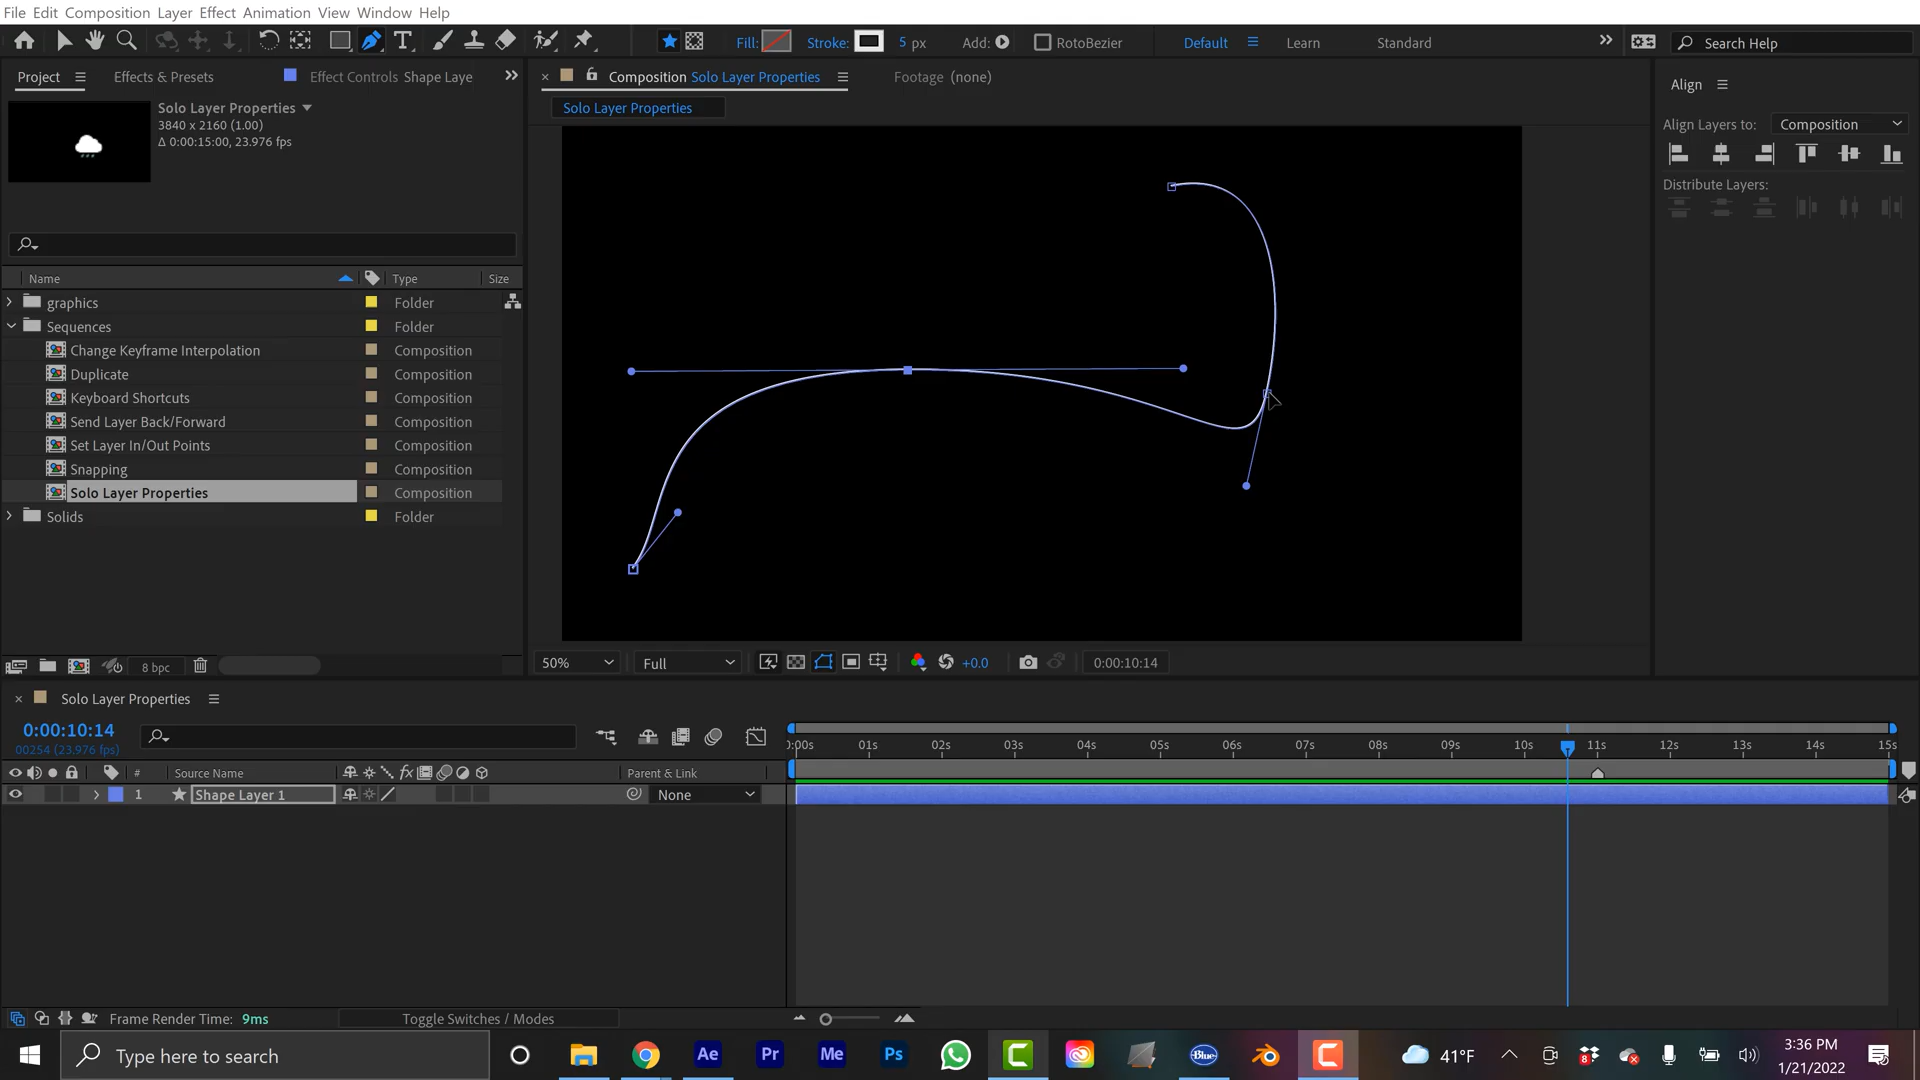 File Edit Composition Layer Effect Animation View Window Help
Fill: Stroke: 5 px Add: RotoBezier Default Learn Standard Search Help
Project Effects & Presets Effect Controls Shape Laye
Composition Solo Layer Properties Footage (none)
Align
Solo Layer Properties
3840 x 2160 (1.00)
Δ 0:00:15:00, 23.976 fps
Solo Layer Properties
Align Layers to: Composition
Distribute Layers:
Name Type Size
graphics Folder
Sequences Folder
Change Keyframe Interpolation Composition
Duplicate Composition
Keyboard Shortcuts Composition
Send Layer Back/Forward Composition
Set Layer In/Out Points Composition
Snapping Composition
Solo Layer Properties Composition
Solids Folder
8 bpc
50% Full +0.0 0:00:10:14
Solo Layer Properties
0:00:10:14
00254 (23.976 fps)
0:00s 01s 02s 03s 04s 05s 06s 07s 08s 09s 10s 11s 12s 13s 14s 15s
# Source Name fx Parent & Link
1 Shape Layer 1 None
Frame Render Time: 9ms Toggle Switches / Modes
Type here to search
Ae Pr Me Ps Blue 41°F 8
3:36 PM
1/21/2022